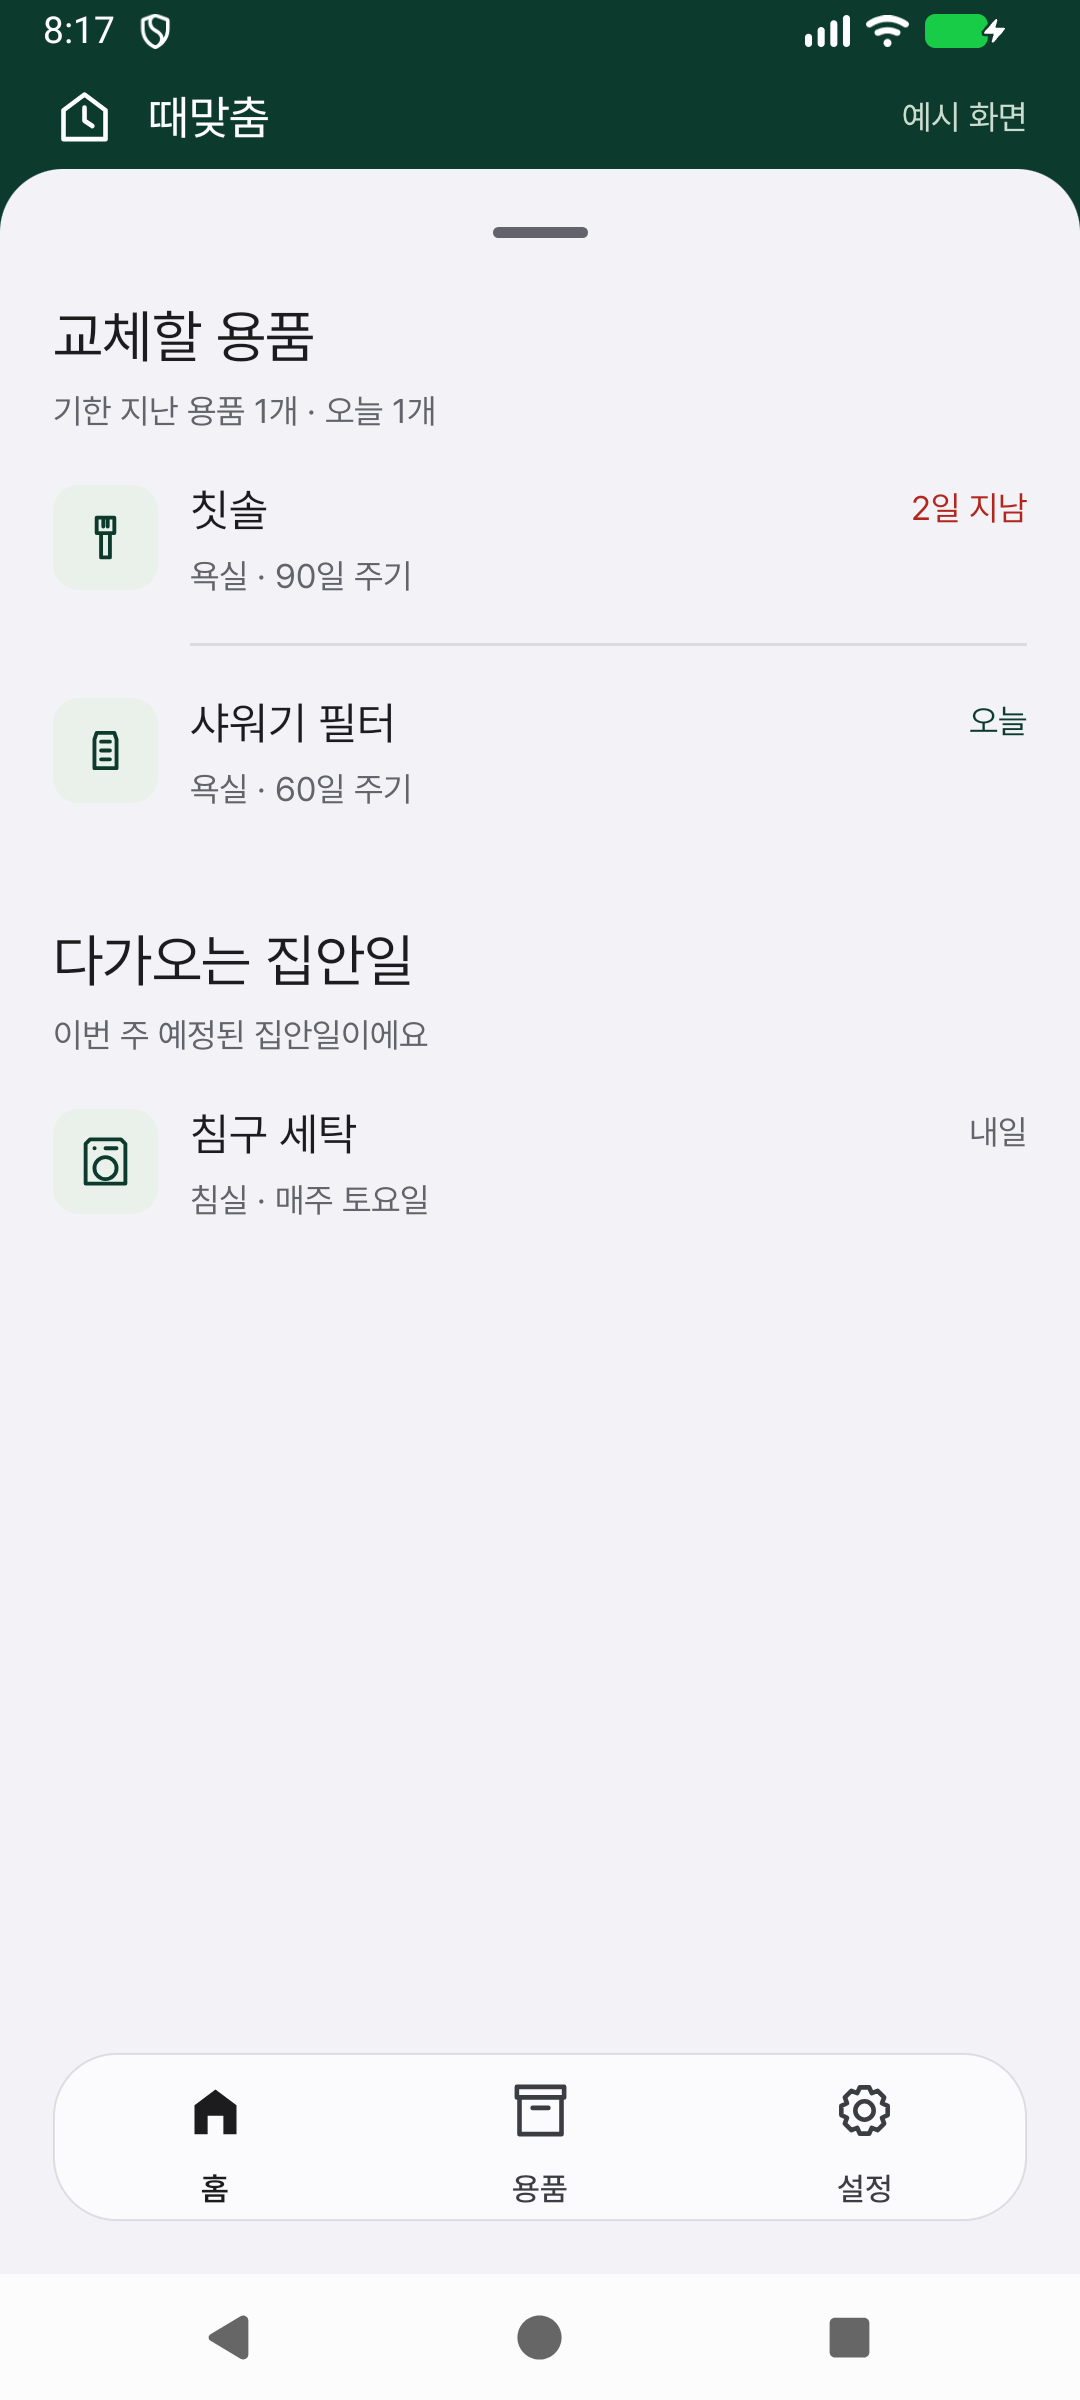 8:17
때맞춤
예시 화면
교체할 용품
기한 지난 용품 1개 · 오늘 1개
칫솔
2일 지남
욕실 · 90일 주기
샤워기 필터
오늘
욕실 · 60일 주기
다가오는 집안일
이번 주 예정된 집안일이에요
침구 세탁
내일
침실 · 매주 토요일
홈
용품
설정